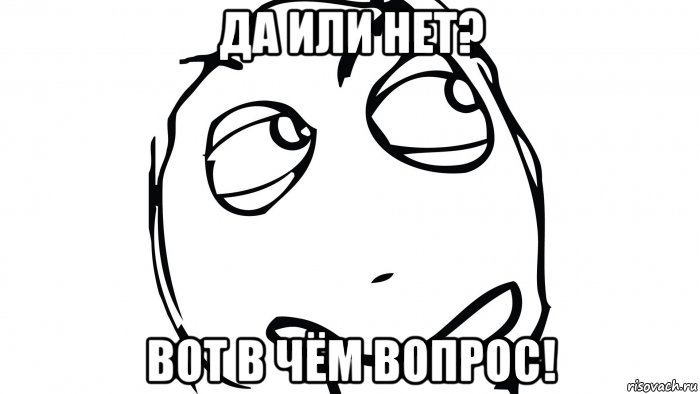 ДА ИЛИ НЕТ?
ВОТ В ЧЁМ ВОПРОС!
risovach.ru